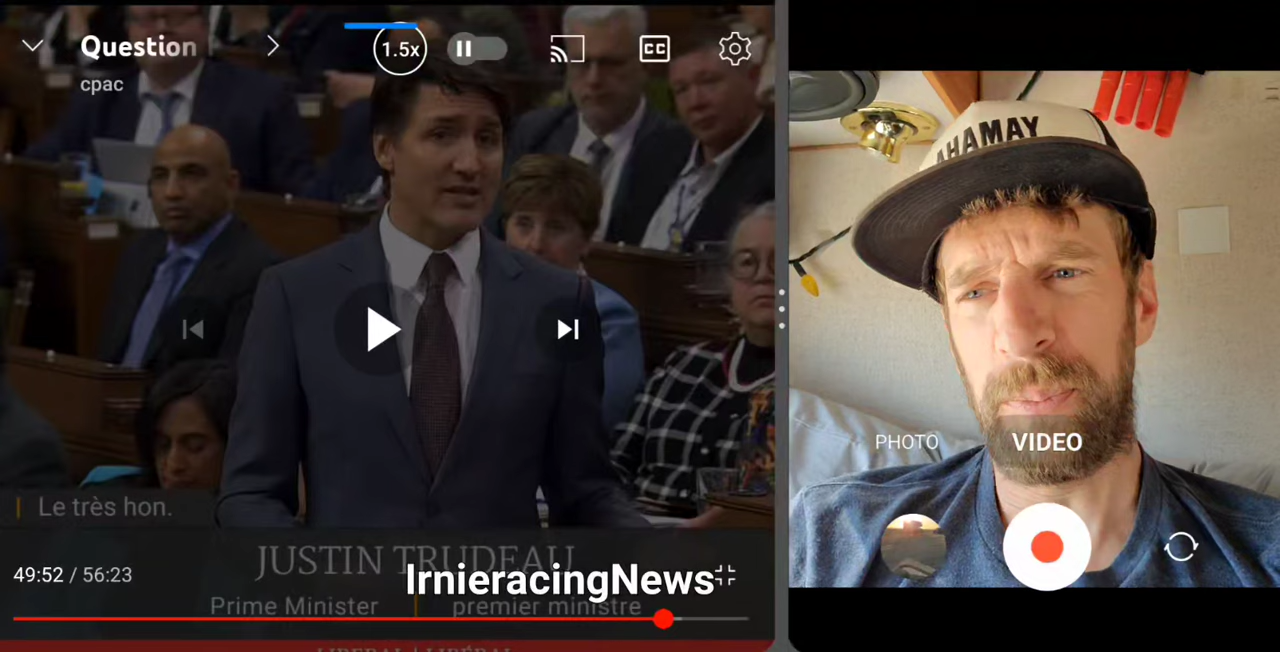 Question
1.5x
CC
cpac
AHAMAY
Le très hon.
JUSTIN TRUDEAU
49:52 / 56:23
IrnieracingNews
Prime Minister | premier ministre
LIBERAL | LIBÉRAL
PHOTO VIDEO